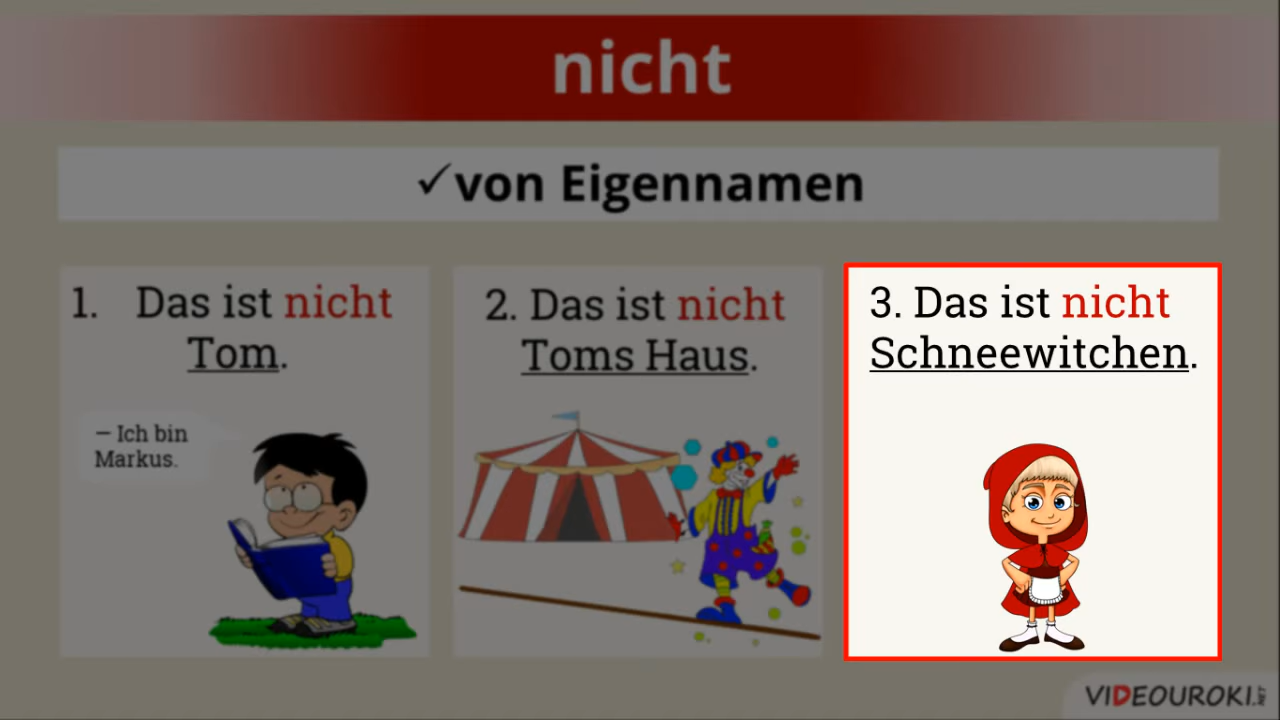 nicht
✓von Eigennamen
1. Das ist nicht
Tom.
– Ich bin
Markus.
2. Das ist nicht
Toms Haus.
3. Das ist nicht
Schneewitchen.
VIDEOUROKI.NET